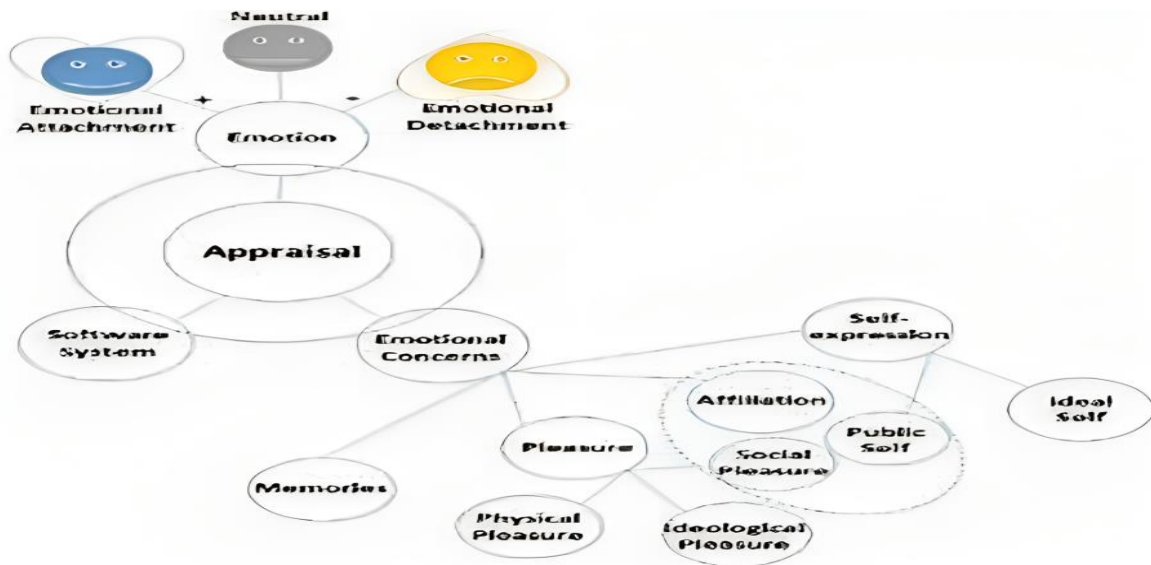 Neutral
Emotional
Attachment
Emotional
Detachment
Emotion
Appraisal
Software
System
Emotional
Concerns
Self-
expression
Affiliation
Ideal
Self
Public
Self
Pleasure
Social
Pleasure
Memories
Physical
Pleasure
Ideological
Pleasure